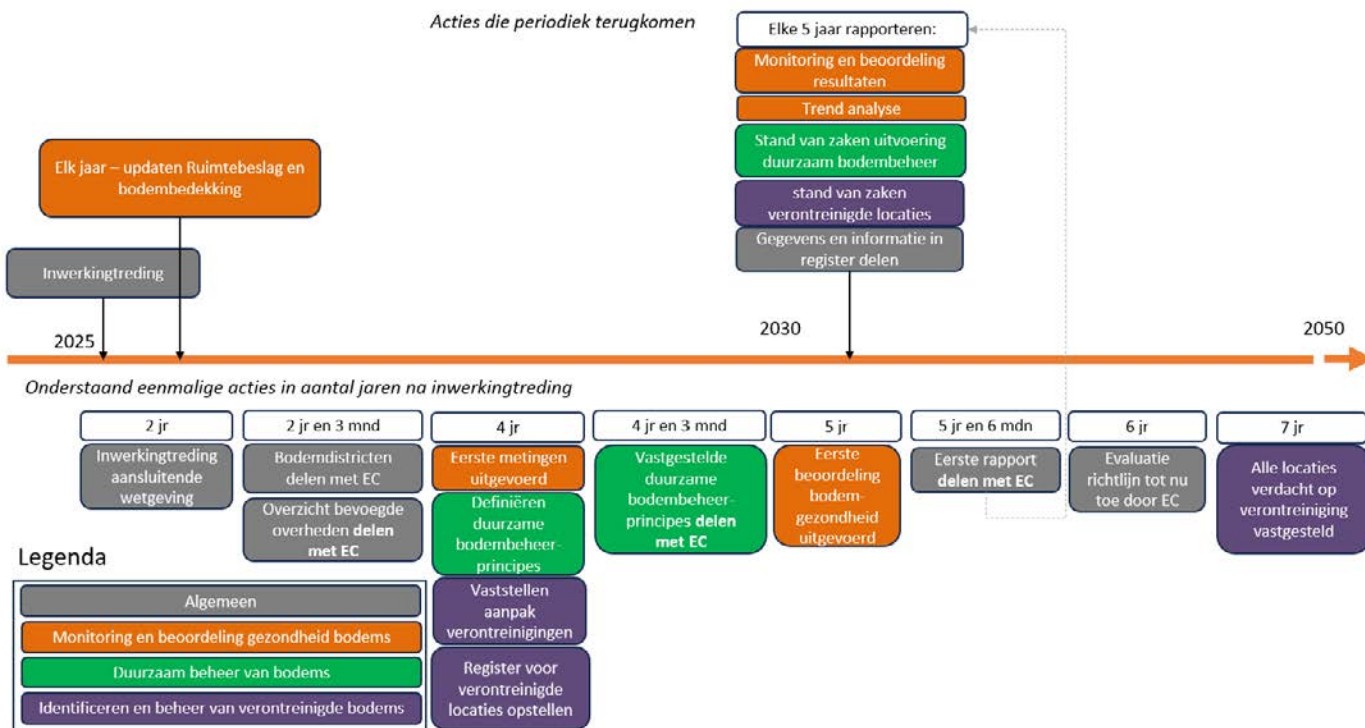 Acties die periodiek terugkomen
Elke 5 jaar rapporteren:
Monitoring en beoordeling
resultaten
Trend analyse
Stand van zaken uitvoering
duurzaam bodembeheer
stand van zaken
verontreinigde locaties
Gegevens en informatie in
register delen
Elk jaar – updaten Ruimtebeslag en
bodembedekking
Inwerkingtreding
2025
2030
2050
Onderstaand eenmalige acties in aantal jaren na inwerkingtreding
2 jr
Inwerkingtreding
aansluitende
wetgeving
2 jr en 3 mnd
Boderndistricten
delen met EC
Overzicht bevoegde
overheden delen
met EC
4 jr
Eerste metingen
uitgevoerd
Definiëren
duurzame
bodembeheer-
principes
Vaststellen
aanpak
verontreinigingen
Register voor
verontreinigde
locaties opstellen
4 jr en 3 mnd
Vastgestelde
duurzame
bodembeheer-
principes delen
met EC
5 jr
Eerste
beoordeling
bodem-
gezondheid
uitgevoerd
5 jr en 6 mdn
Eerste rapport
delen met EC
6 jr
Evaluatie
richtlijn tot nu
toe door EC
7 jr
Alle locaties
verdacht op
verontreiniging
vastgesteld
Legenda
Algemeen
Monitoring en beoordeling gezondheid bodems
Duurzaam beheer van bodems
Identificeren en beheer van verontreinigde bodems